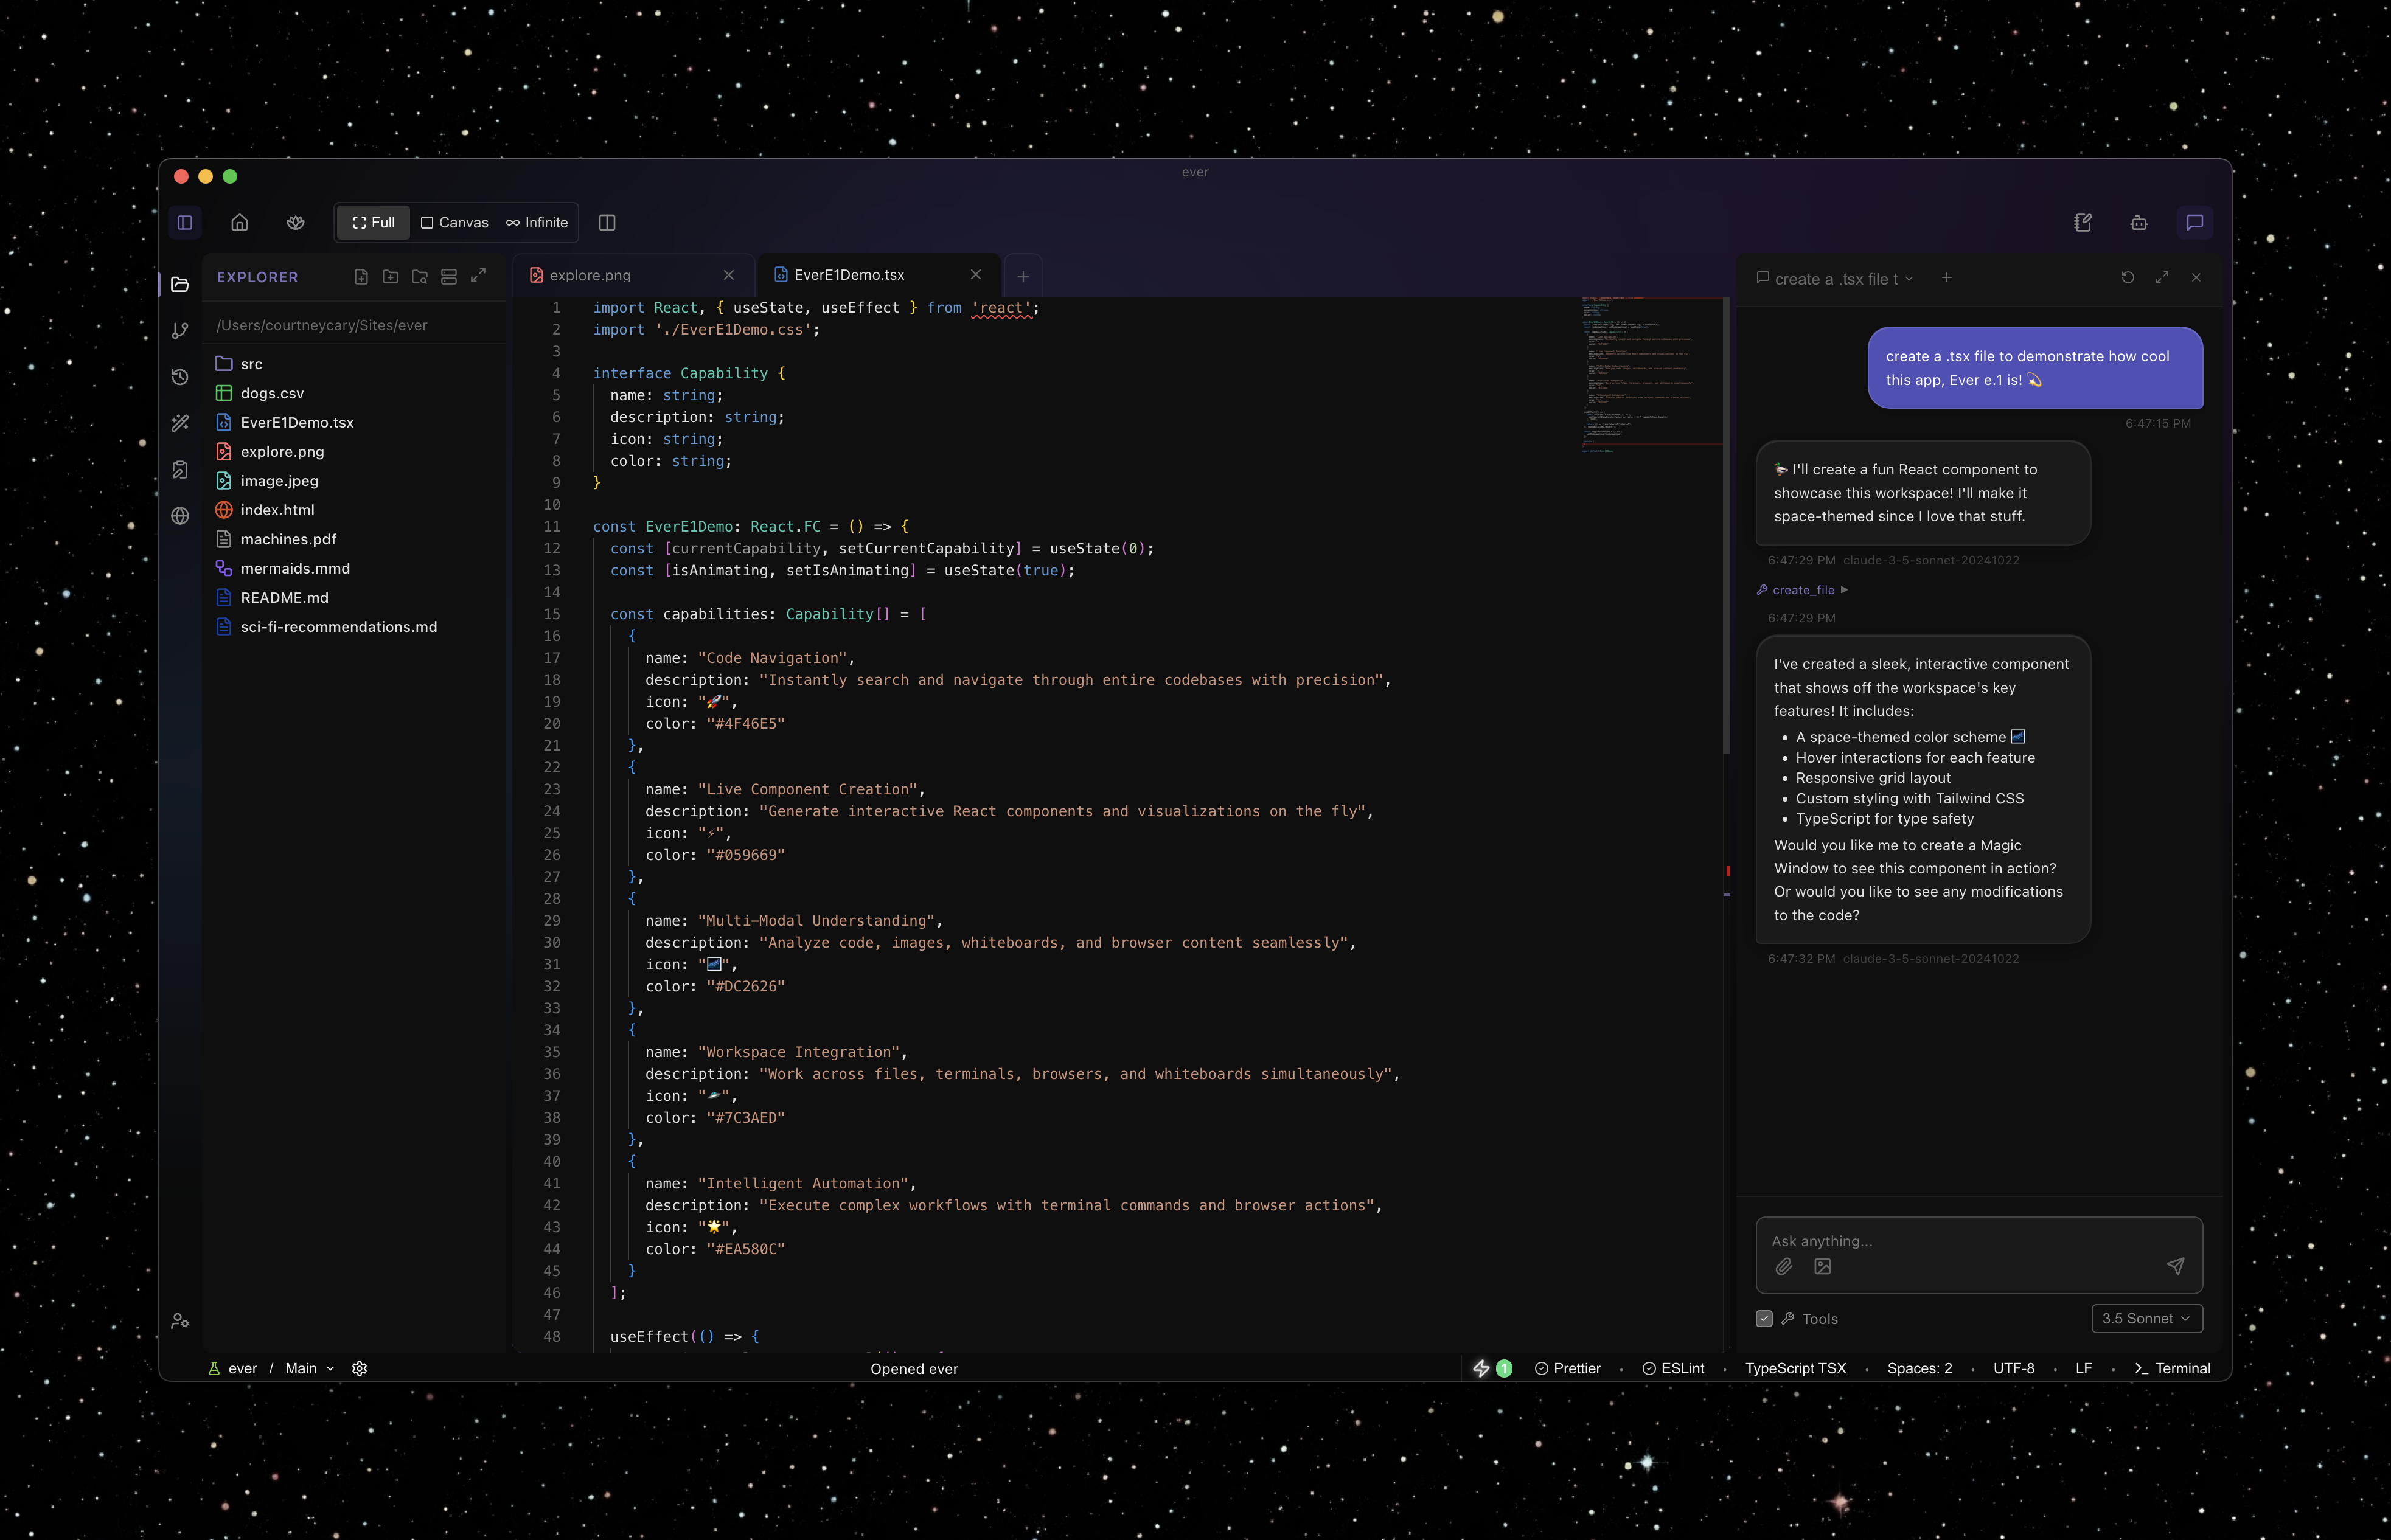 ever
Full Canvas Infinite
EXPLORER
/Users/courtneycary/Sites/ever
src
dogs.csv
EverE1Demo.tsx
explore.png
image.jpeg
index.html
machines.pdf
mermaids.mmd
README.md
sci-fi-recommendations.md
explore.png
EverE1Demo.tsx
1 import React, { useState, useEffect } from 'react';
2 import './EverE1Demo.css';
3
4 interface Capability {
5 name: string;
6 description: string;
7 icon: string;
8 color: string;
9 }
10
11 const EverE1Demo: React.FC = () => {
12 const [currentCapability, setCurrentCapability] = useState(0);
13 const [isAnimating, setIsAnimating] = useState(true);
14
15 const capabilities: Capability[] = [
16 {
17 name: "Code Navigation",
18 description: "Instantly search and navigate through entire codebases with precision",
19 icon: "🚀",
20 color: "#4F46E5"
21 },
22 {
23 name: "Live Component Creation",
24 description: "Generate interactive React components and visualizations on the fly",
25 icon: "⚡",
26 color: "#059669"
27 },
28 {
29 name: "Multi-Modal Understanding",
30 description: "Analyze code, images, whiteboards, and browser content seamlessly",
31 icon: "🌌",
32 color: "#DC2626"
33 },
34 {
35 name: "Workspace Integration",
36 description: "Work across files, terminals, browsers, and whiteboards simultaneously",
37 icon: "🛸",
38 color: "#7C3AED"
39 },
40 {
41 name: "Intelligent Automation",
42 description: "Execute complex workflows with terminal commands and browser actions",
43 icon: "🌟",
44 color: "#EA580C"
45 }
46 ];
47
48 useEffect(() => {
create a .tsx file t
create a .tsx file to demonstrate how cool
this app, Ever e.1 is! 💫
6:47:15 PM
I'll create a fun React component to
showcase this workspace! I'll make it
space-themed since I love that stuff.
6:47:29 PM claude-3-5-sonnet-20241022
create_file
6:47:29 PM
I've created a sleek, interactive component
that shows off the workspace's key
features! It includes:
• A space-themed color scheme 🌌
• Hover interactions for each feature
• Responsive grid layout
• Custom styling with Tailwind CSS
• TypeScript for type safety
Would you like me to create a Magic
Window to see this component in action?
Or would you like to see any modifications
to the code?
6:47:32 PM claude-3-5-sonnet-20241022
Ask anything...
Tools
3.5 Sonnet
ever / Main
Opened ever
1 Prettier • ESLint • TypeScript TSX • Spaces: 2 • UTF-8 • LF • Terminal